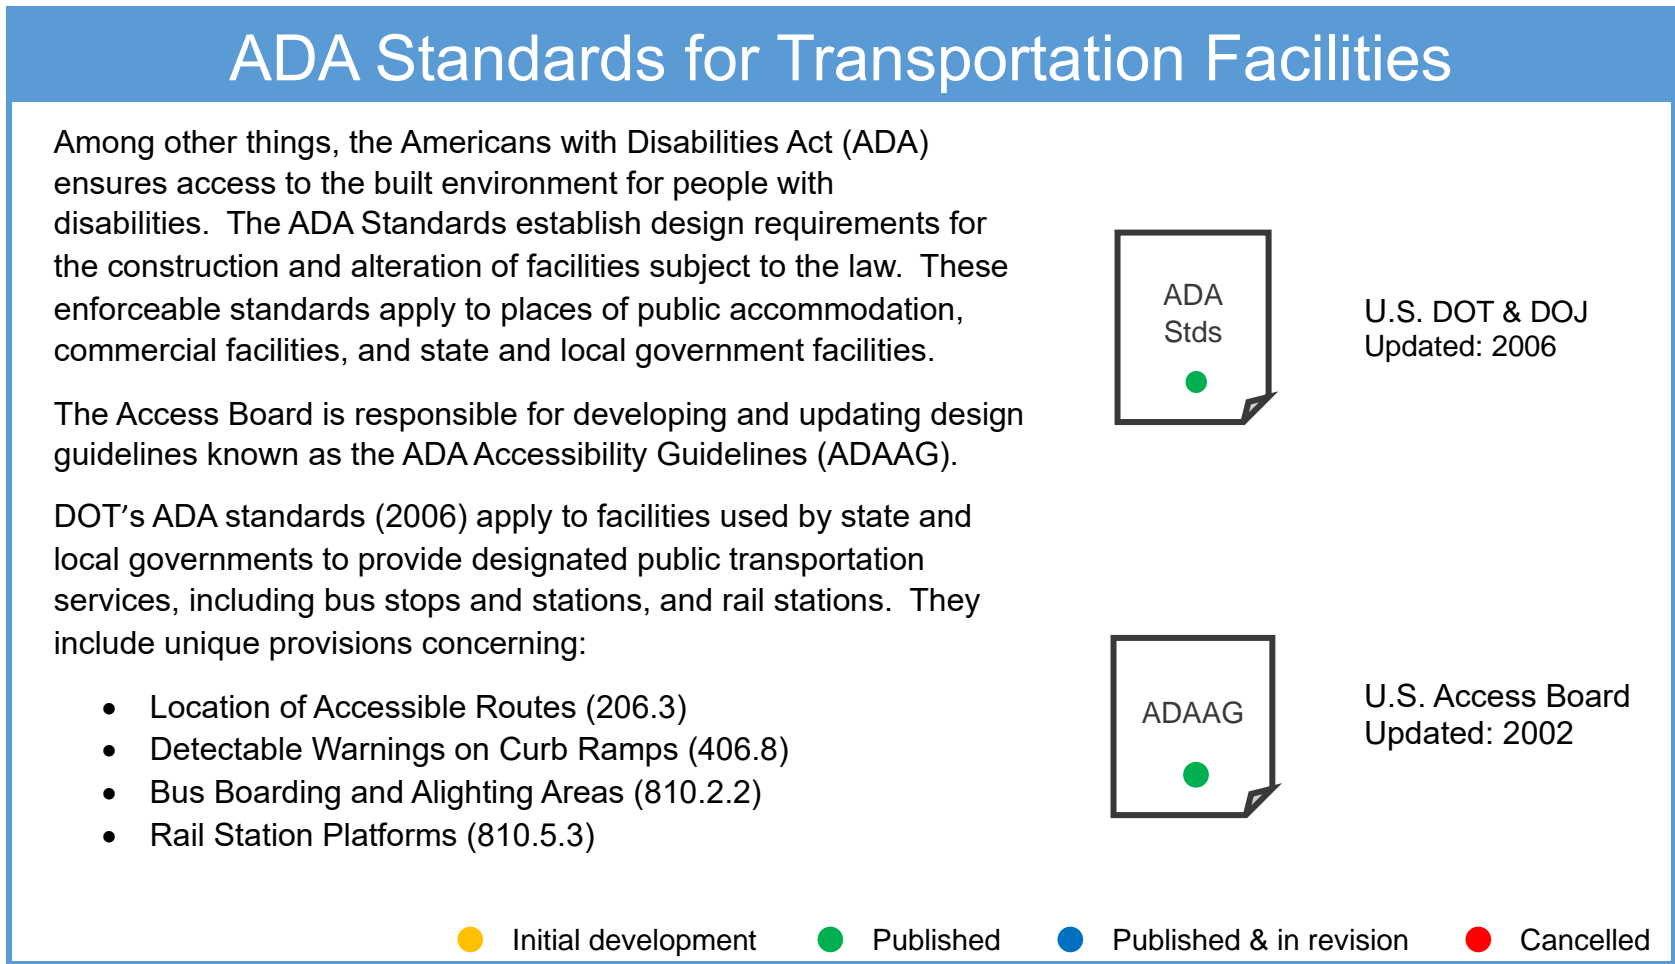 ADA Standards for Transportation Facilities
Among other things, the Americans with Disabilities Act (ADA)
ensures access to the built environment for people with
disabilities.  The ADA Standards establish design requirements for
the construction and alteration of facilities subject to the law.  These
enforceable standards apply to places of public accommodation,
commercial facilities, and state and local government facilities.
The Access Board is responsible for developing and updating design
guidelines known as the ADA Accessibility Guidelines (ADAAG).
DOT’s ADA standards (2006) apply to facilities used by state and
local governments to provide designated public transportation
services, including bus stops and stations, and rail stations.  They
include unique provisions concerning:
• Location of Accessible Routes (206.3)
• Detectable Warnings on Curb Ramps (406.8)
• Bus Boarding and Alighting Areas (810.2.2)
• Rail Station Platforms (810.5.3)
ADA
Stds
U.S. DOT & DOJ
Updated: 2006
ADAAG
U.S. Access Board
Updated: 2002
Initial development
Published
Published & in revision
Cancelled